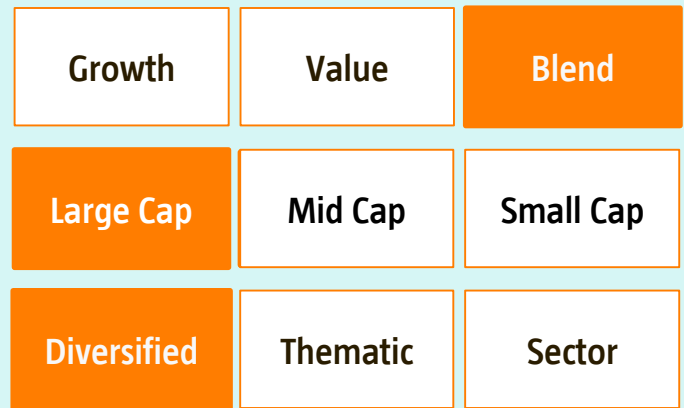 Growth Value Blend
Large Cap Mid Cap Small Cap
Diversified Thematic Sector